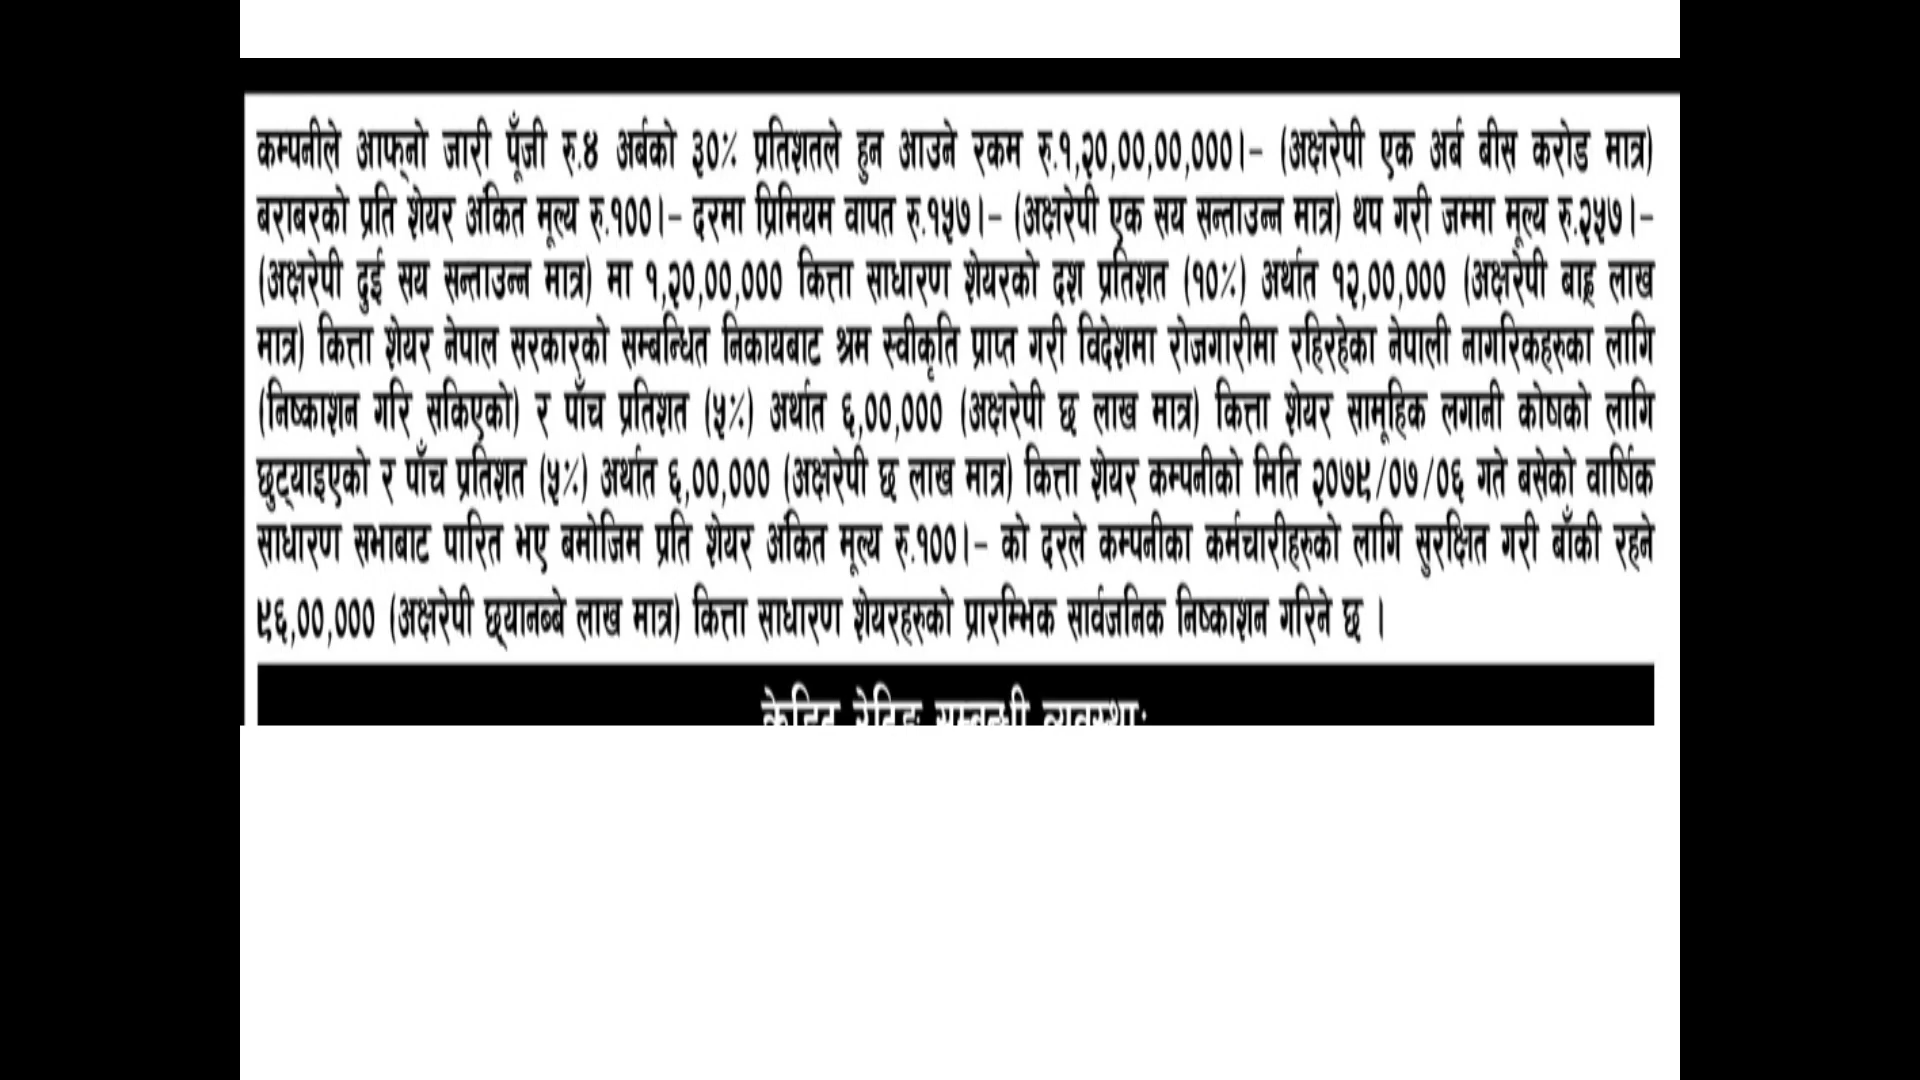 कम्पनीले आफ्नो जारी पूँजी रु.४ अर्बको ३०% प्रतिशतले हुन आउने रकम रु.१,२०,००,००,०००।- (अक्षरेपी एक अर्ब बीस करोड मात्र)
बराबरको प्रति शेयर अंकित मूल्य रु.१००।- दरमा प्रिमियम वापत रु.१५७।- (अक्षरेपी एक सय सन्ताउन्न मात्र) थप गरी जम्मा मूल्य रु.२५७।-
(अक्षरेपी दुई सय सन्ताउन्न मात्र) मा १,२०,००,००० कित्ता साधारण शेयरको दश प्रतिशत (१०%) अर्थात १२,००,००० (अक्षरेपी बाह्र लाख
मात्र) कित्ता शेयर नेपाल सरकारको सम्बन्धित निकायबाट श्रम स्वीकृति प्राप्त गरी विदेशमा रोजगारीमा रहिरहेका नेपाली नागरिकहरुका लागि
(निष्काशन गरि सकिएको) र पाँच प्रतिशत (५%) अर्थात ६,००,००० (अक्षरेपी छ लाख मात्र) कित्ता शेयर सामूहिक लगानी कोषको लागि
छुट्याइएको र पाँच प्रतिशत (५%) अर्थात ६,००,००० (अक्षरेपी छ लाख मात्र) कित्ता शेयर कम्पनीको मिति २०७९/०७/०६ गते बसेको वार्षिक
साधारण सभाबाट पारित भए बमोजिम प्रति शेयर अंकित मूल्य रु.१००।- को दरले कम्पनीका कर्मचारीहरुको लागि सुरक्षित गरी बाँकी रहने
९६,००,००० (अक्षरेपी छ्यानब्बे लाख मात्र) कित्ता साधारण शेयरहरुको प्रारम्भिक सार्वजनिक निष्काशन गरिने छ ।
क्रेडिट रेटिङ सम्बन्धी व्यवस्था: